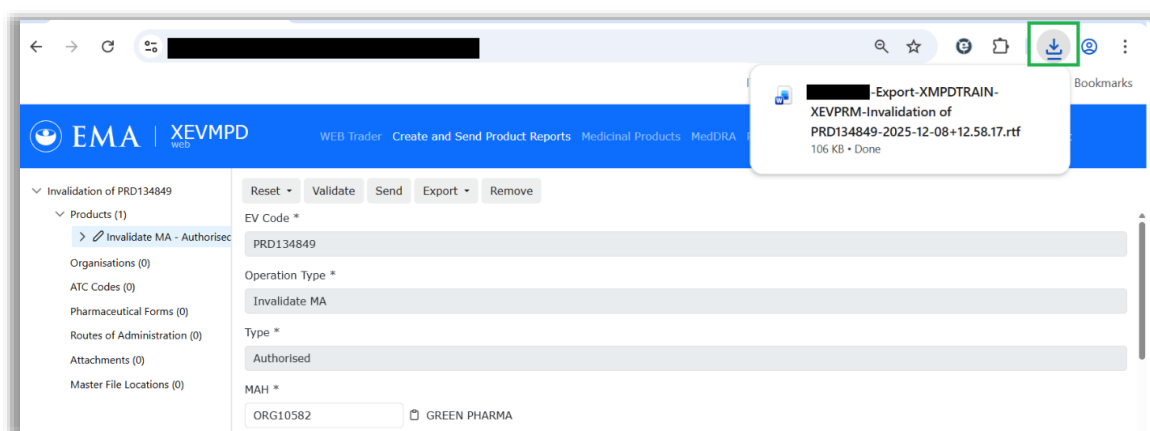 Bookmarks
-Export-XMPDTRAIN-
XEVPRM-Invalidation of
PRD134849-2025-12-08+12.58.17.rtf
106 KB • Done
EMA | XEVMPD
web
WEB Trader Create and Send Product Reports Medicinal Products MedDRA
Invalidation of PRD134849
Products (1)
Invalidate MA - Authorised
Organisations (0)
ATC Codes (0)
Pharmaceutical Forms (0)
Routes of Administration (0)
Attachments (0)
Master File Locations (0)
Reset Validate Send Export Remove
EV Code *
PRD134849
Operation Type *
Invalidate MA
Type *
Authorised
MAH *
ORG10582 GREEN PHARMA